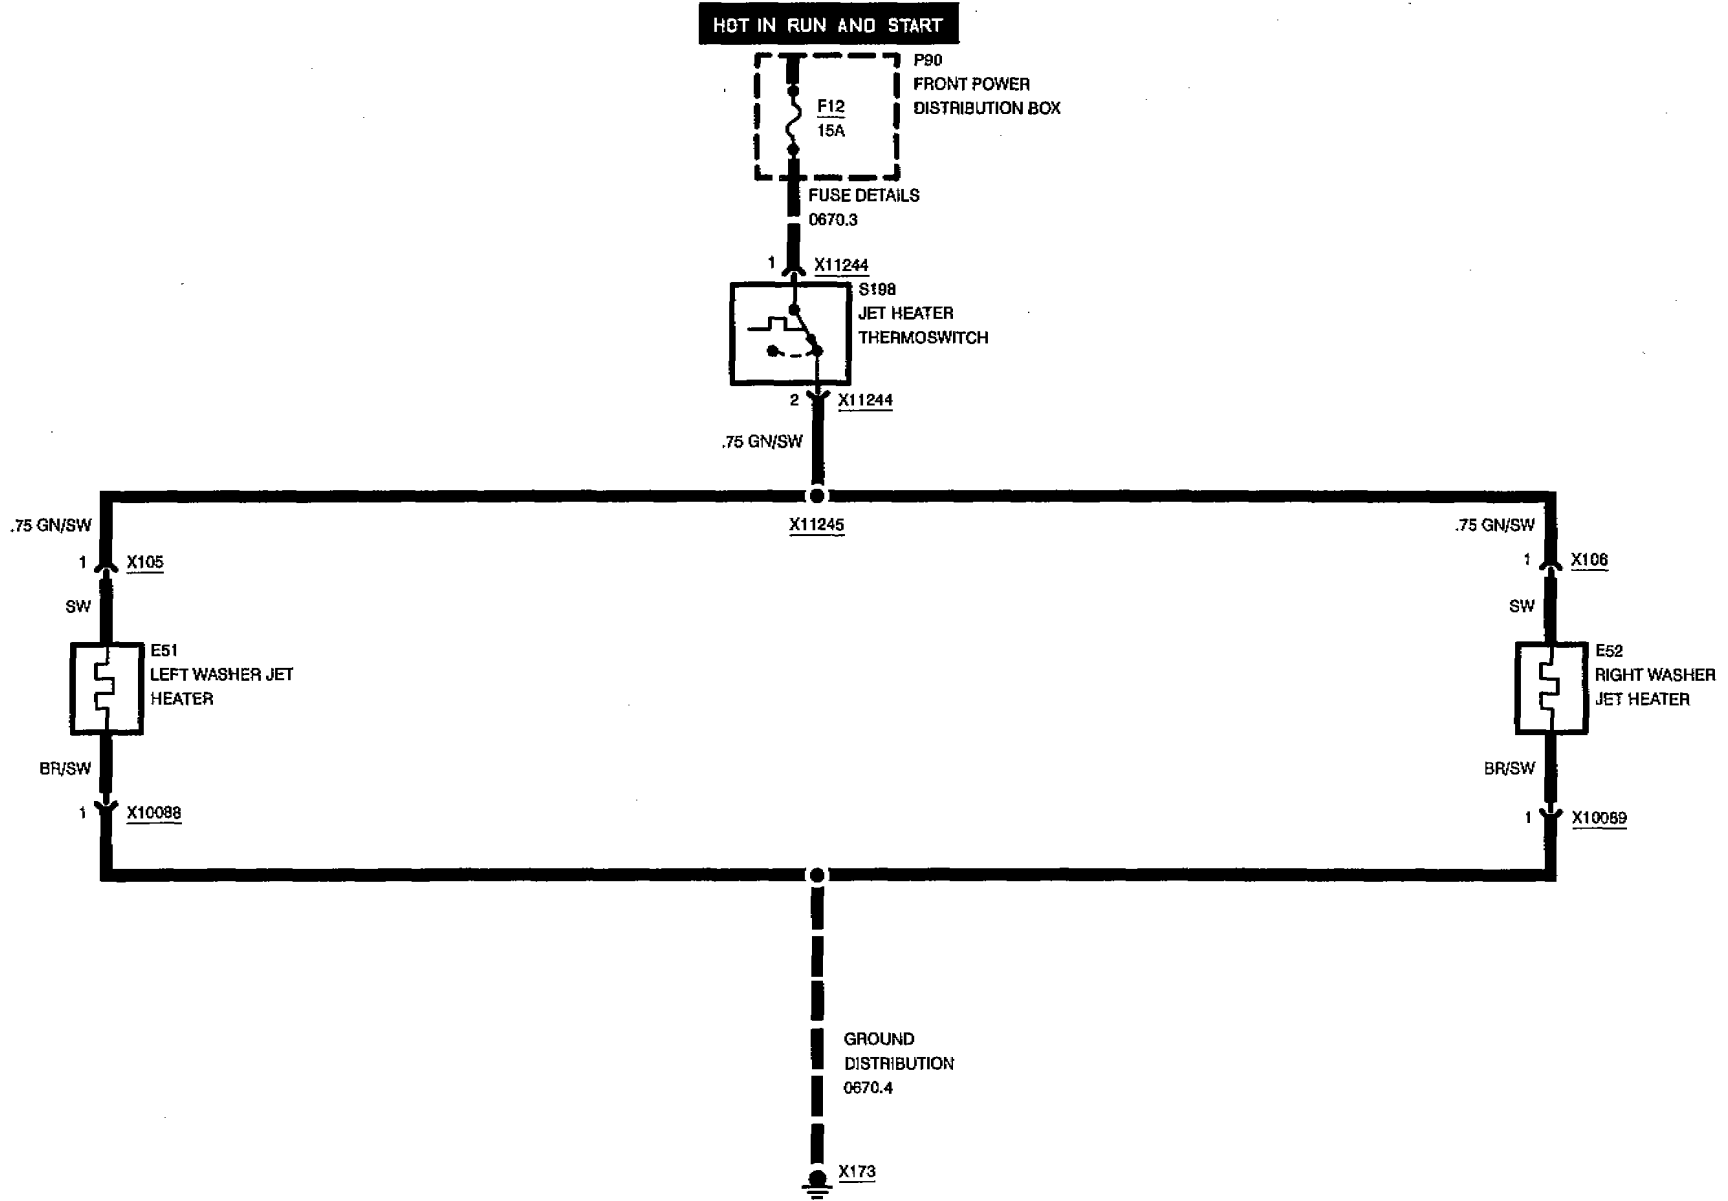 HOT IN RUN AND START
P90
FRONT POWER
DISTRIBUTION BOX
F12
15A
FUSE DETAILS
0670.3
1
X11244
S198
JET HEATER
THERMOSWITCH
2
X11244
.75 GN/SW
X11245
.75 GN/SW
.75 GN/SW
1
X105
1
X106
SW
SW
E51
LEFT WASHER JET
HEATER
E52
RIGHT WASHER
JET HEATER
BR/SW
BR/SW
1
X10088
1
X10089
GROUND
DISTRIBUTION
0670.4
X173